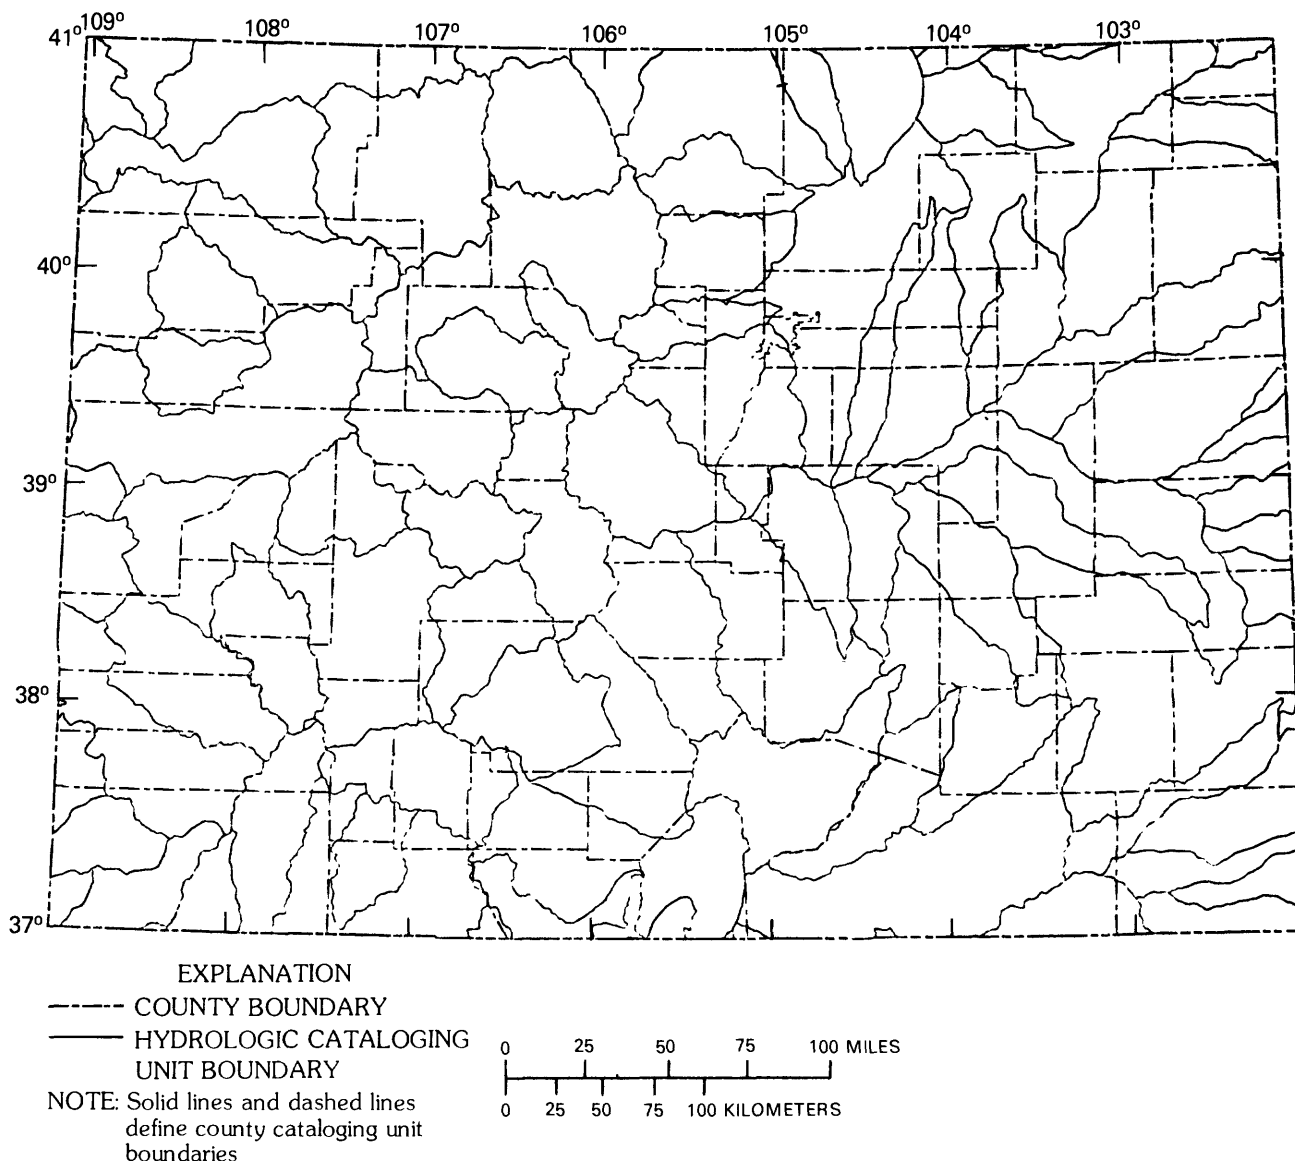 41° 109° 108° 107° 106° 105° 104° 103°
40°
39°
38°
37°
EXPLANATION
COUNTY BOUNDARY
HYDROLOGIC CATALOGING
UNIT BOUNDARY
NOTE: Solid lines and dashed lines
define county cataloging unit
boundaries
0 25 50 75 100 MILES
0 25 50 75 100 KILOMETERS